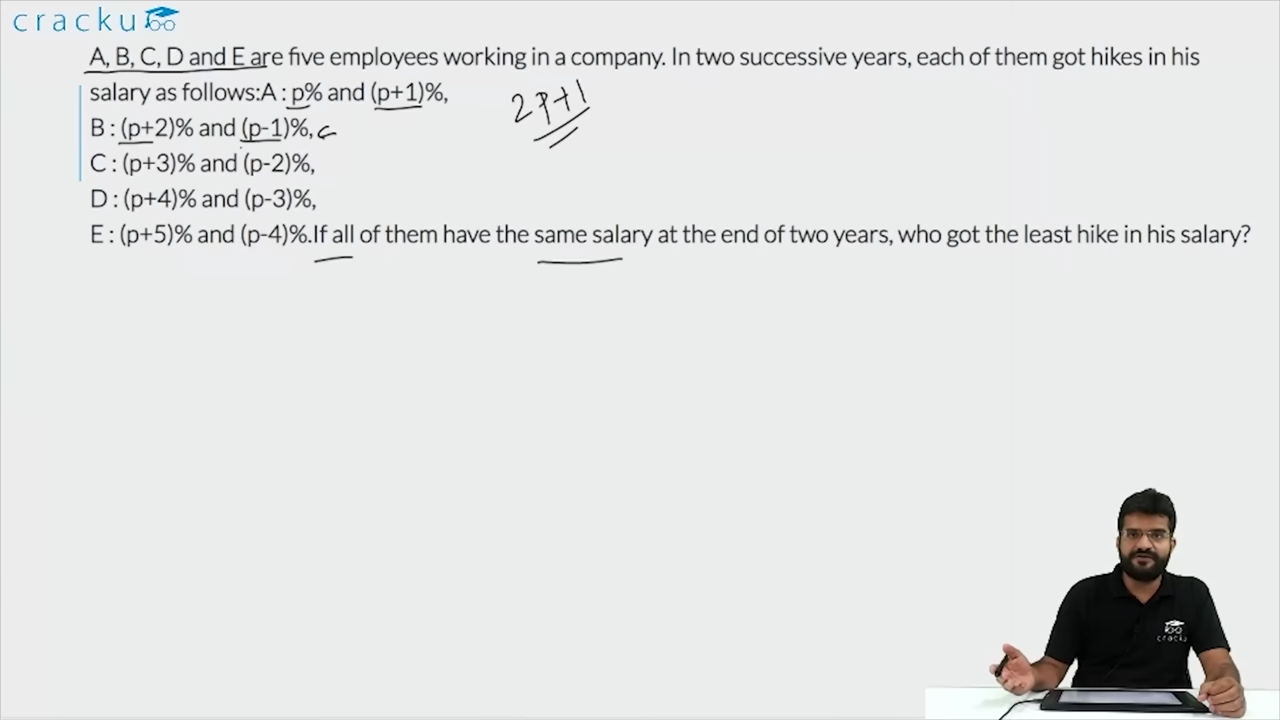 cracku
A, B, C, D and E are five employees working in a company. In two successive years, each of them got hikes in his
salary as follows:A : p% and (p+1)%,
2p+1
B : (p+2)% and (p-1)%,
C : (p+3)% and (p-2)%,
D : (p+4)% and (p-3)%,
E : (p+5)% and (p-4)%.If all of them have the same salary at the end of two years, who got the least hike in his salary?
cracku